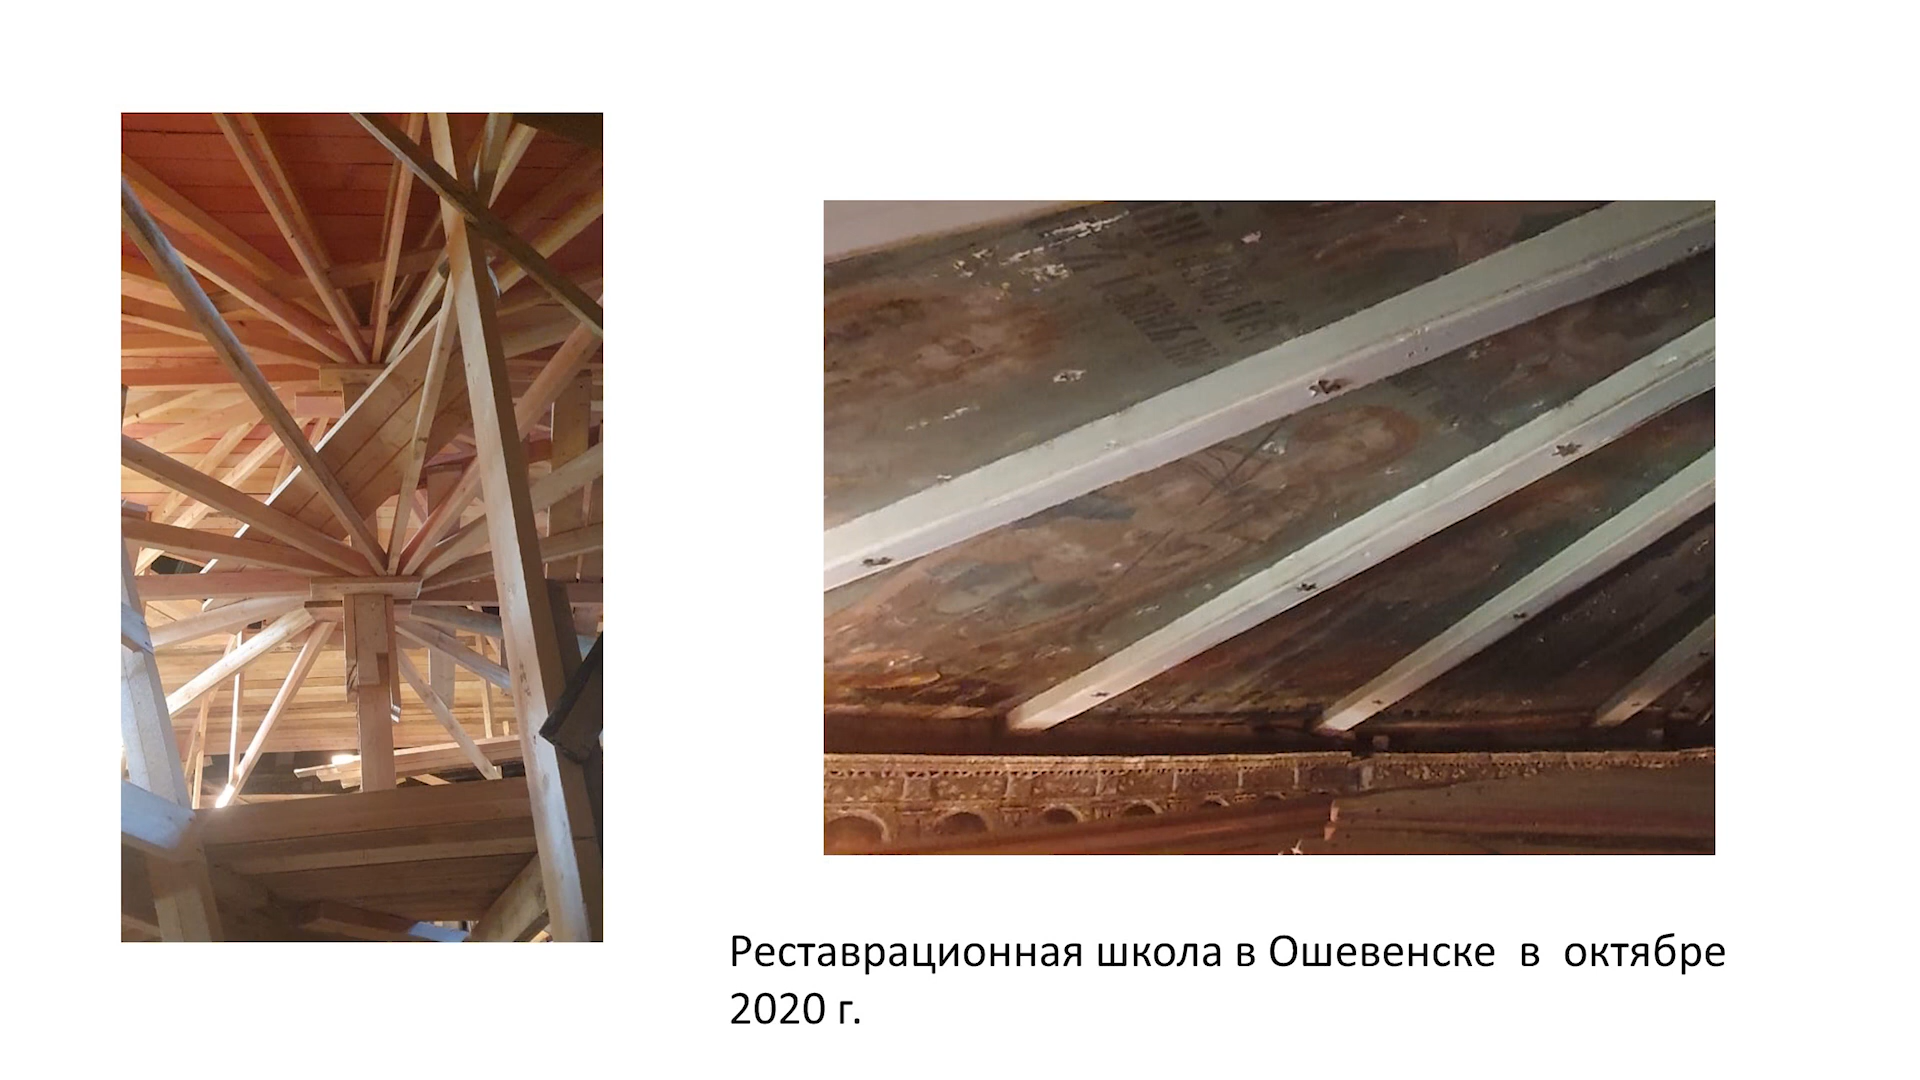 Реставрационная школа в Ошевенске в октябре
2020 г.